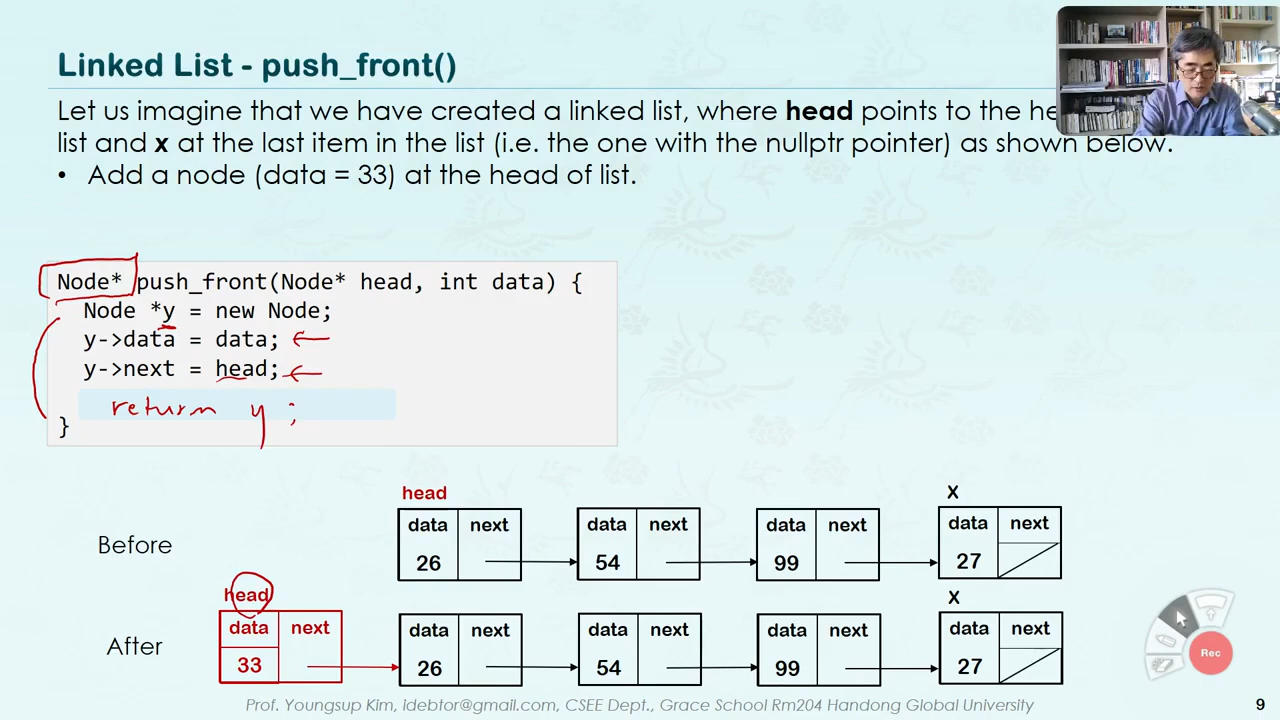 Linked List - push_front()
Let us imagine that we have created a linked list, where head points to the he
list and x at the last item in the list (i.e. the one with the nullptr pointer) as shown below.
• Add a node (data = 33) at the head of list.
Node* push_front(Node* head, int data) {
Node *y = new Node;
y->data = data;
y->next = head;
return y ;
}
head
X
data next data next data next data next
Before
26 54 99 27
head
X
data next data next data next data next data next
After
33 26 54 99 27
Rec
Prof. Youngsup Kim, idebtor@gmail.com, CSEE Dept., Grace School Rm204 Handong Global University
9